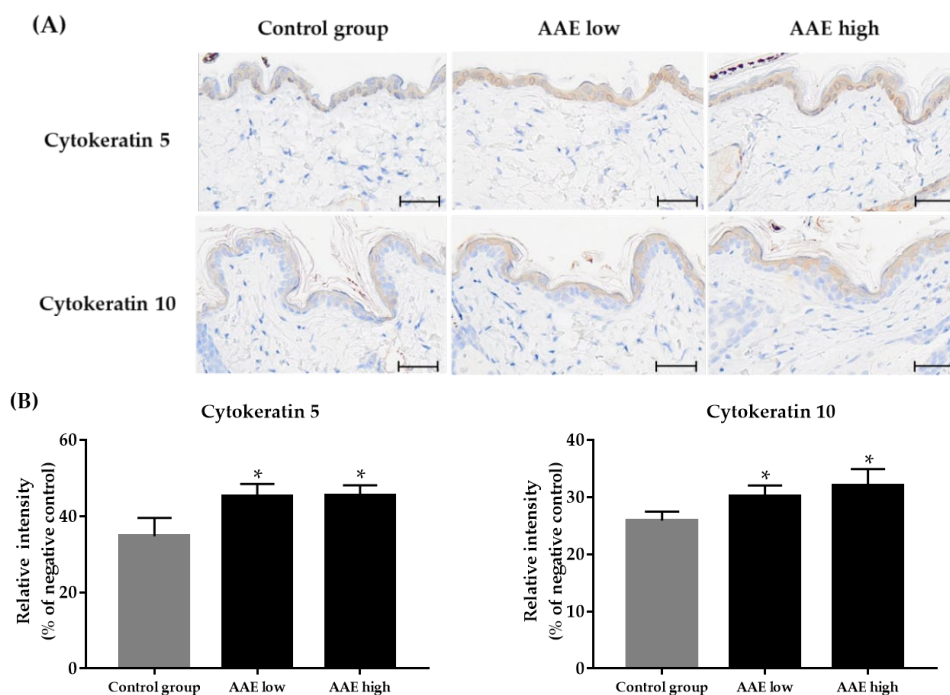 (A)
Control group AAE low AAE high
Cytokeratin 5
Cytokeratin 10
(B)
Cytokeratin 5
Relative intensity
(% of negative control)
60
40
20
0
*
*
Control group AAE low AAE high
Cytokeratin 10
Relative intensity
(% of negative control)
40
30
20
10
0
*
*
Control group AAE low AAE high